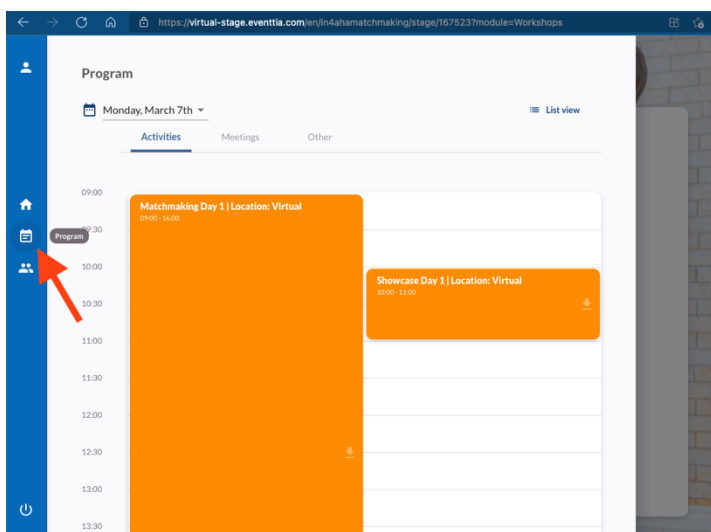 https://virtual-stage.eventtia.com/en/in4ahamatchmaking/stage/167523?module=Workshops
Program
Monday, March 7th
List view
Activities
Meetings
Other
09:00
Matchmaking Day 1 | Location: Virtual
09:00 - 16:00
Program
09:30
10:00
Showcase Day 1 | Location: Virtual
10:00 - 11:00
10:30
11:00
11:30
12:00
12:30
13:00
13:30